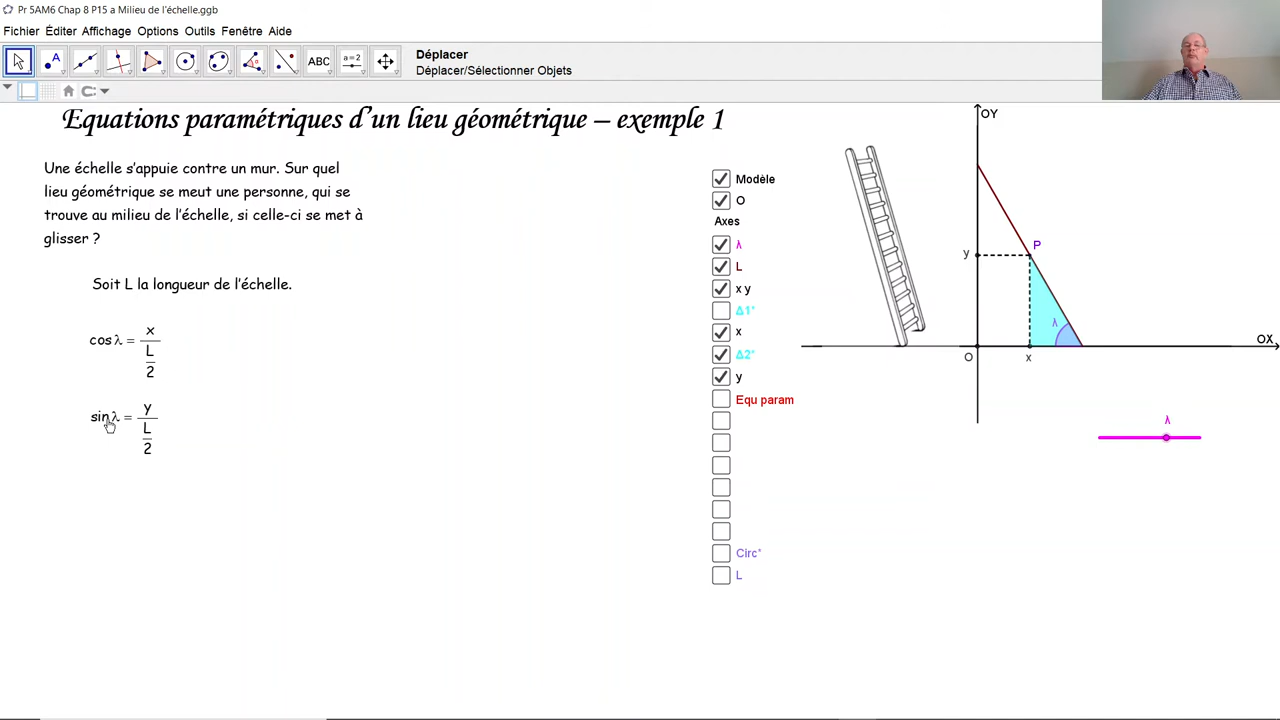 Pr 5AM6 Chap 8 P15 a Milieu de l'échelle.ggb
Fichier Éditer Affichage Options Outils Fenêtre Aide
A
α
ABC
a=2
Déplacer
Déplacer/Sélectionner Objets
Equations paramétriques d'un lieu géométrique – exemple 1
Une échelle s'appuie contre un mur. Sur quel
lieu géométrique se meut une personne, qui se
trouve au milieu de l'échelle, si celle-ci se met à
glisser ?
Soit L la longueur de l'échelle.
cosλ = x / (L/2)
sinλ = y / (L/2)
Modèle
O
Axes
λ
L
x y
Δ1*
x
Δ2*
y
Equ param
Circ*
L
OY
P
y
λ
O
x
OX
λ